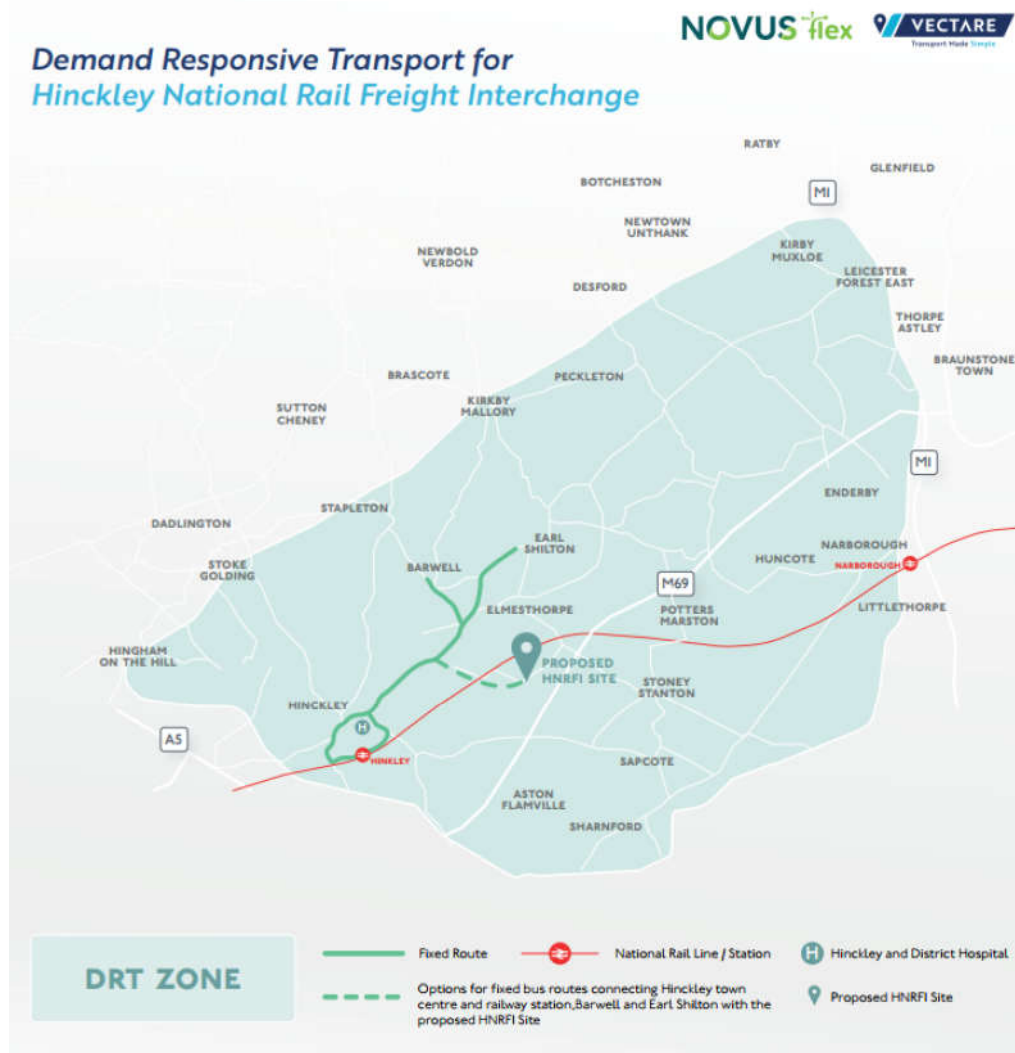 NOVUS flex
VECTARE
Transport Made Simple
Demand Responsive Transport for
Hinckley National Rail Freight Interchange
RATBY
GLENFIELD
BOTCHESTON
M1
NEWTOWN
UNTHANK
KIRBY
MUXLOE
NEWBOLD
VERDON
LEICESTER
FOREST EAST
DESFORD
THORPE
ASTLEY
BRAUNSTONE
TOWN
BRASCOTE
PECKLETON
SUTTON
CHENEY
KIRKBY
MALLORY
M1
ENDERBY
STAPLETON
DADLINGTON
EARL
SHILTON
NARBOROUGH
HUNCOTE
NARBOROUGH
STOKE
GOLDING
BARWELL
M69
ELMESTHORPE
POTTERS
MARSTON
LITTLETHORPE
HINGHAM
ON THE HILL
PROPOSED
HNRFI SITE
STONEY
STANTON
HINCKLEY
H
A5
HINKLEY
SAPCOTE
ASTON
FLAMVILLE
SHARNFORD
DRT ZONE
Fixed Route
National Rail Line / Station
H
Hinckley and District Hospital
Options for fixed bus routes connecting Hinckley town
centre and railway station,Barwell and Earl Shilton with the
proposed HNRFI Site
Proposed HNRFI Site